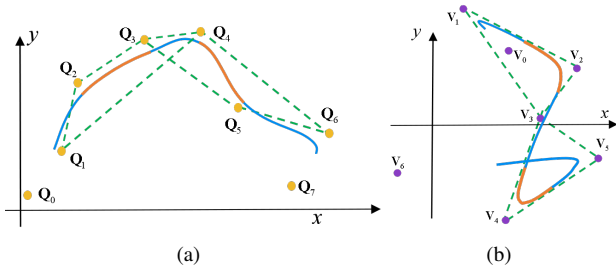 y
Q₃
Q₄
Q₂
Q₁
Q₅
Q₆
Q₀
Q₇
x
(a)
y
V₁
V₀
V₂
V₃
x
V₅
V₆
V₄
(b)